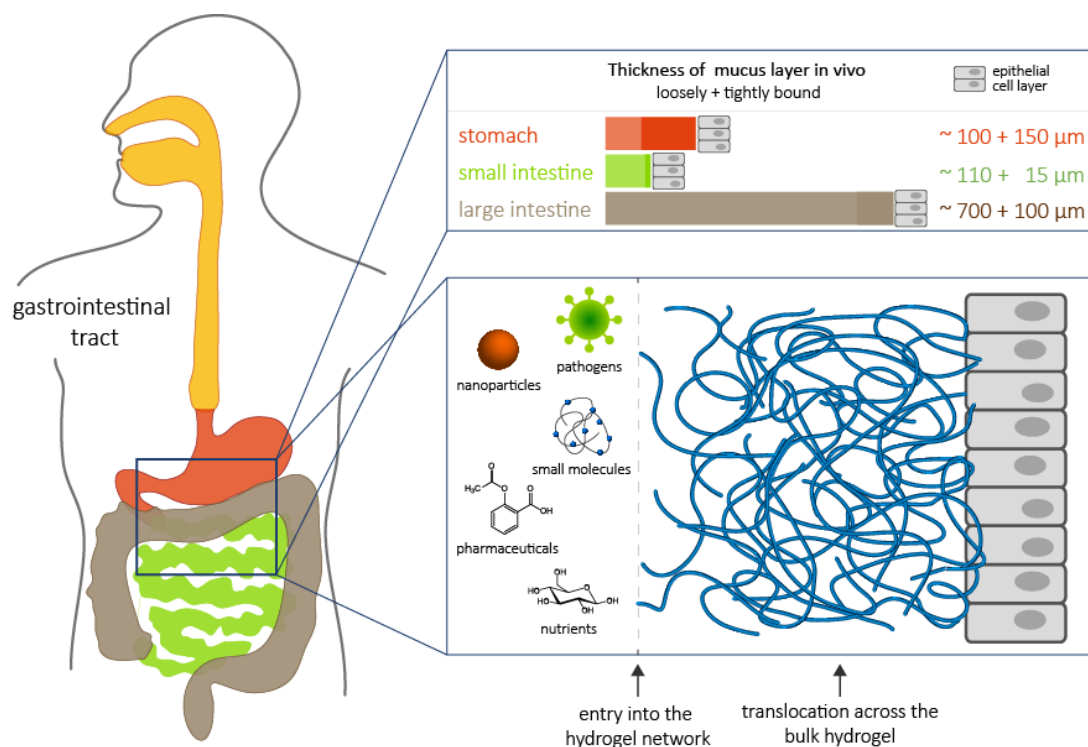 Thickness of mucus layer in vivo
loosely + tightly bound
epithelial
cell layer
stomach
~ 100 + 150 µm
small intestine
~ 110 + 15 µm
large intestine
~ 700 + 100 µm
gastrointestinal
tract
nanoparticles
pathogens
small molecules
O
H₃C
O
O
OH
pharmaceuticals
OH
HO
HO
O
OH
OH
nutrients
entry into the
hydrogel network
translocation across the
bulk hydrogel